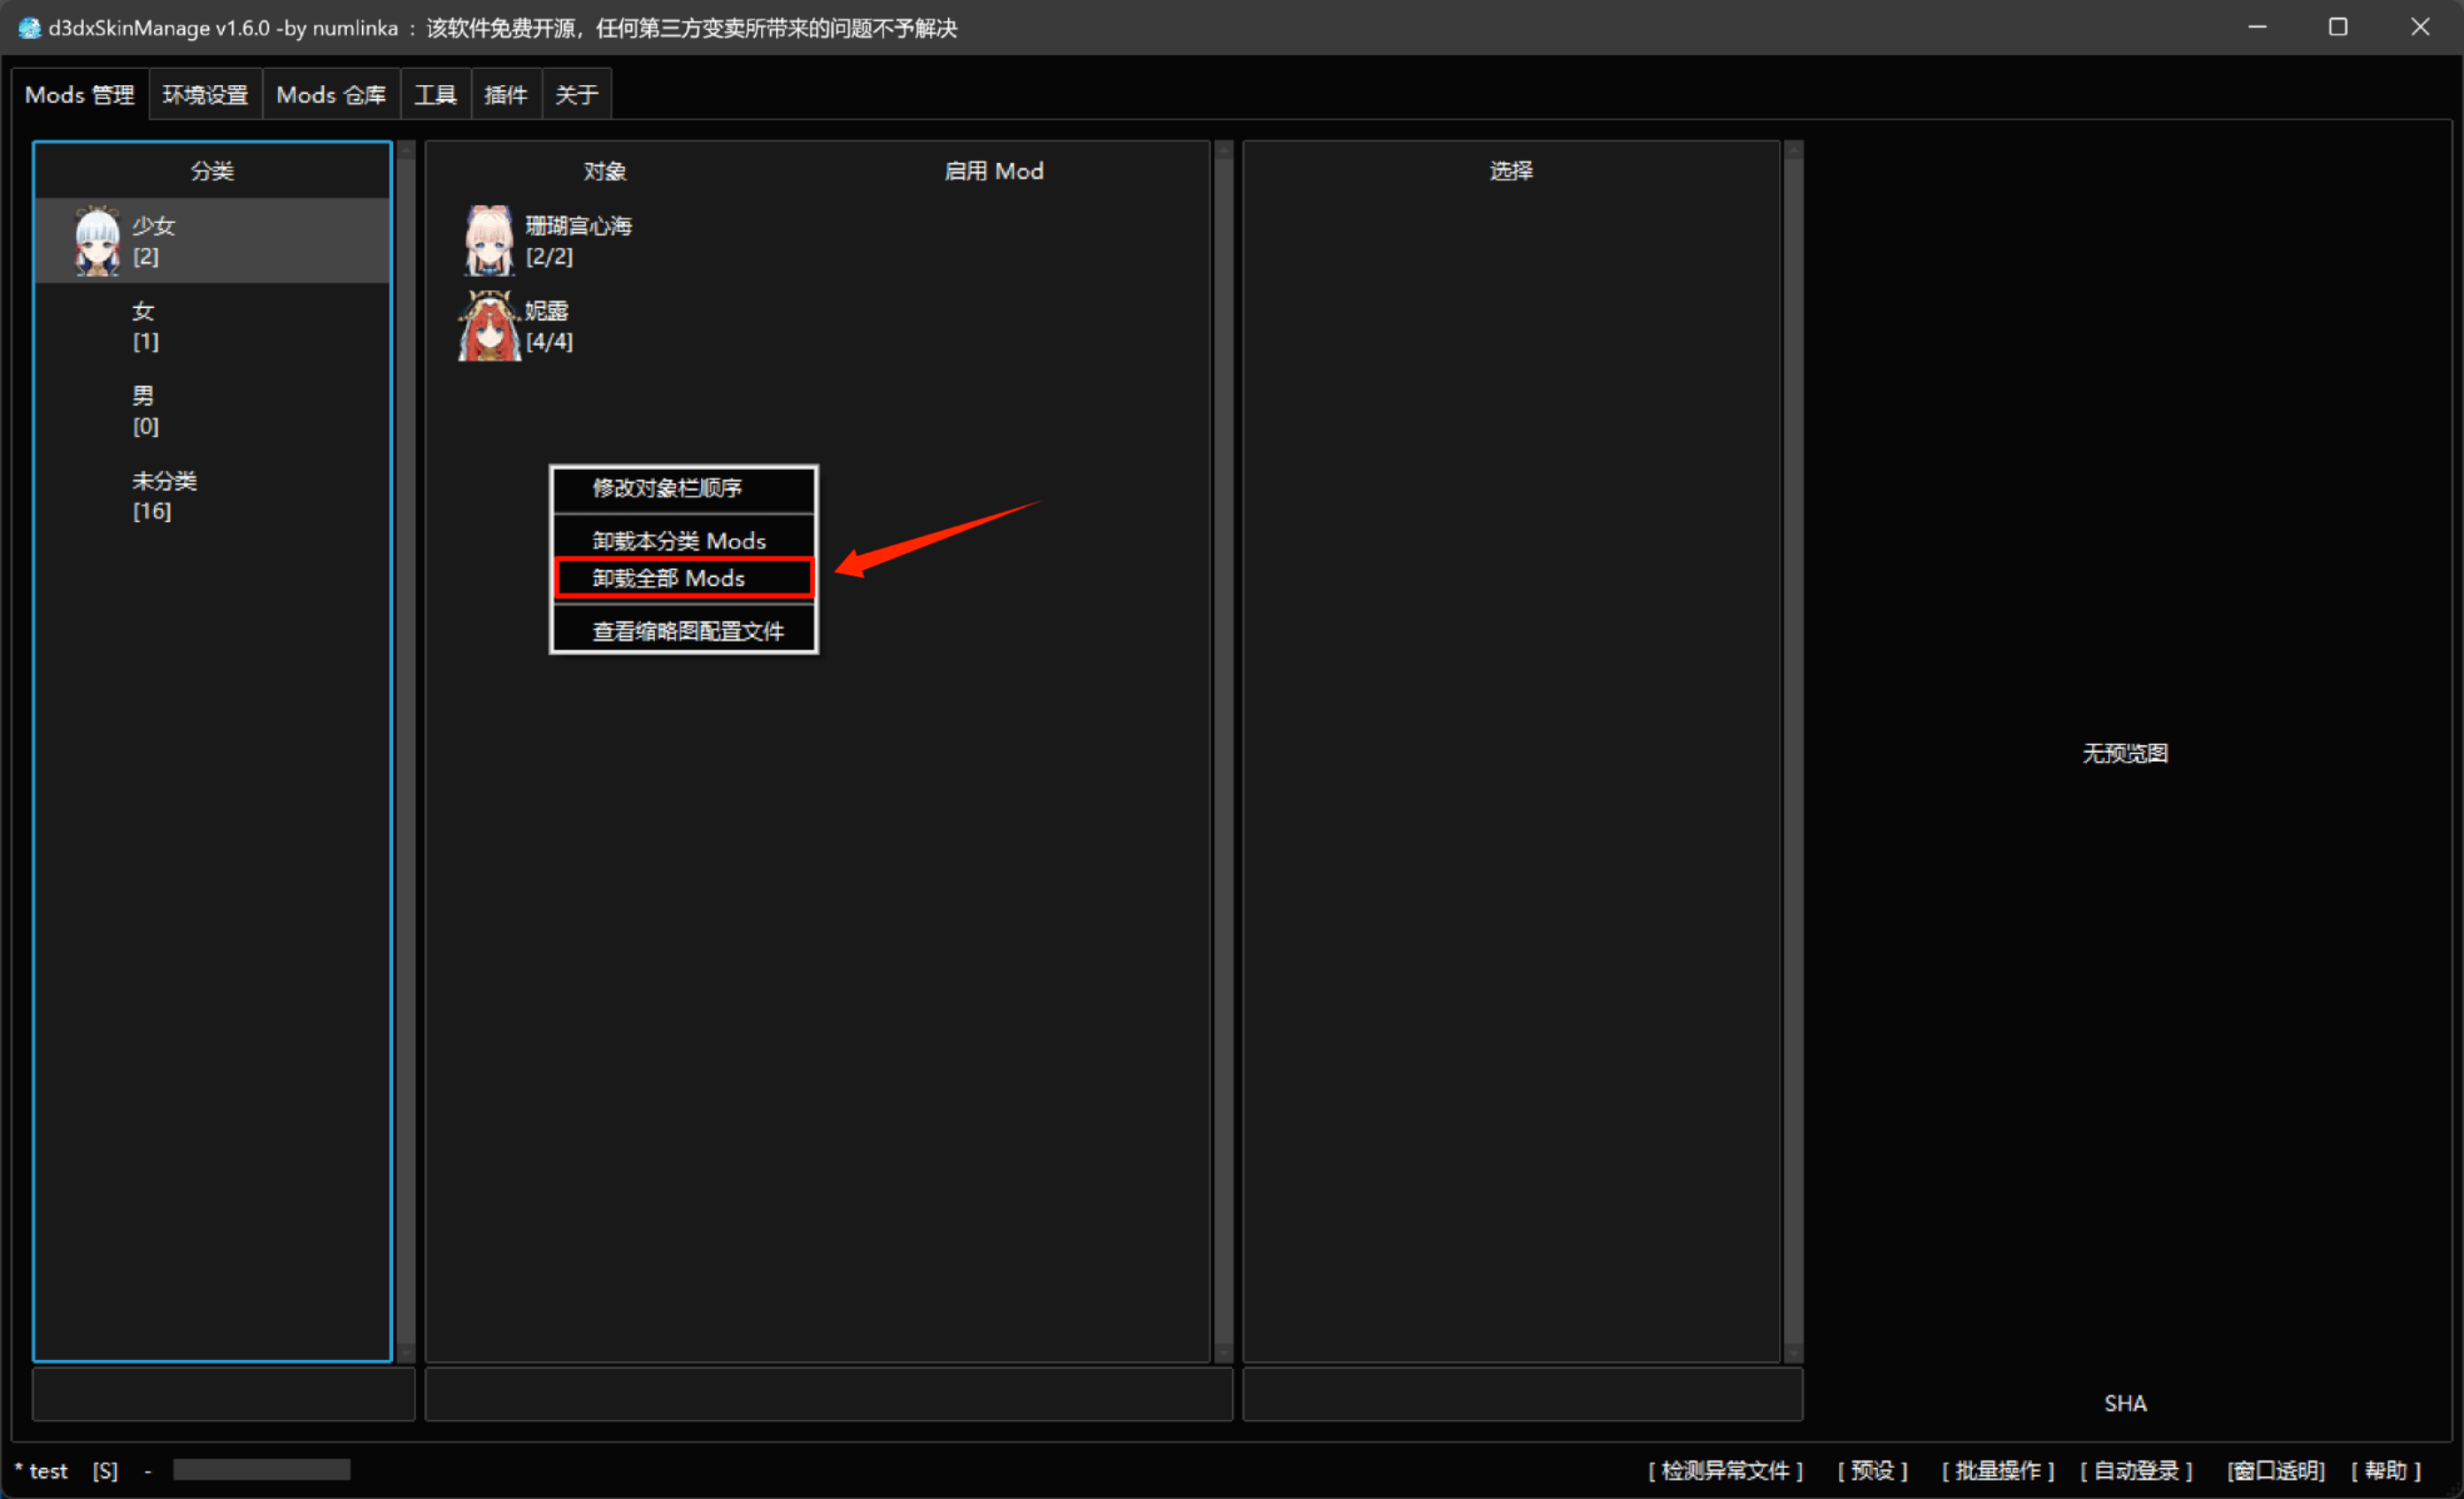 d3dxSkinManage v1.6.0 -by numlinka : 该软件免费开源，任何第三方变卖所带来的问题不予解决
Mods 管理 环境设置 Mods 仓库 工具 插件 关于
分类
少女
[2]
女
[1]
男
[0]
未分类
[16]
对象 启用 Mod
珊瑚宫心海
[2/2]
妮露
[4/4]
修改对象栏顺序
卸载本分类 Mods
卸载全部 Mods
查看缩略图配置文件
选择
无预览图
SHA
* test [S] -
[ 检测异常文件 ] [ 预设 ] [ 批量操作 ] [ 自动登录 ] [窗口透明] [ 帮助 ]